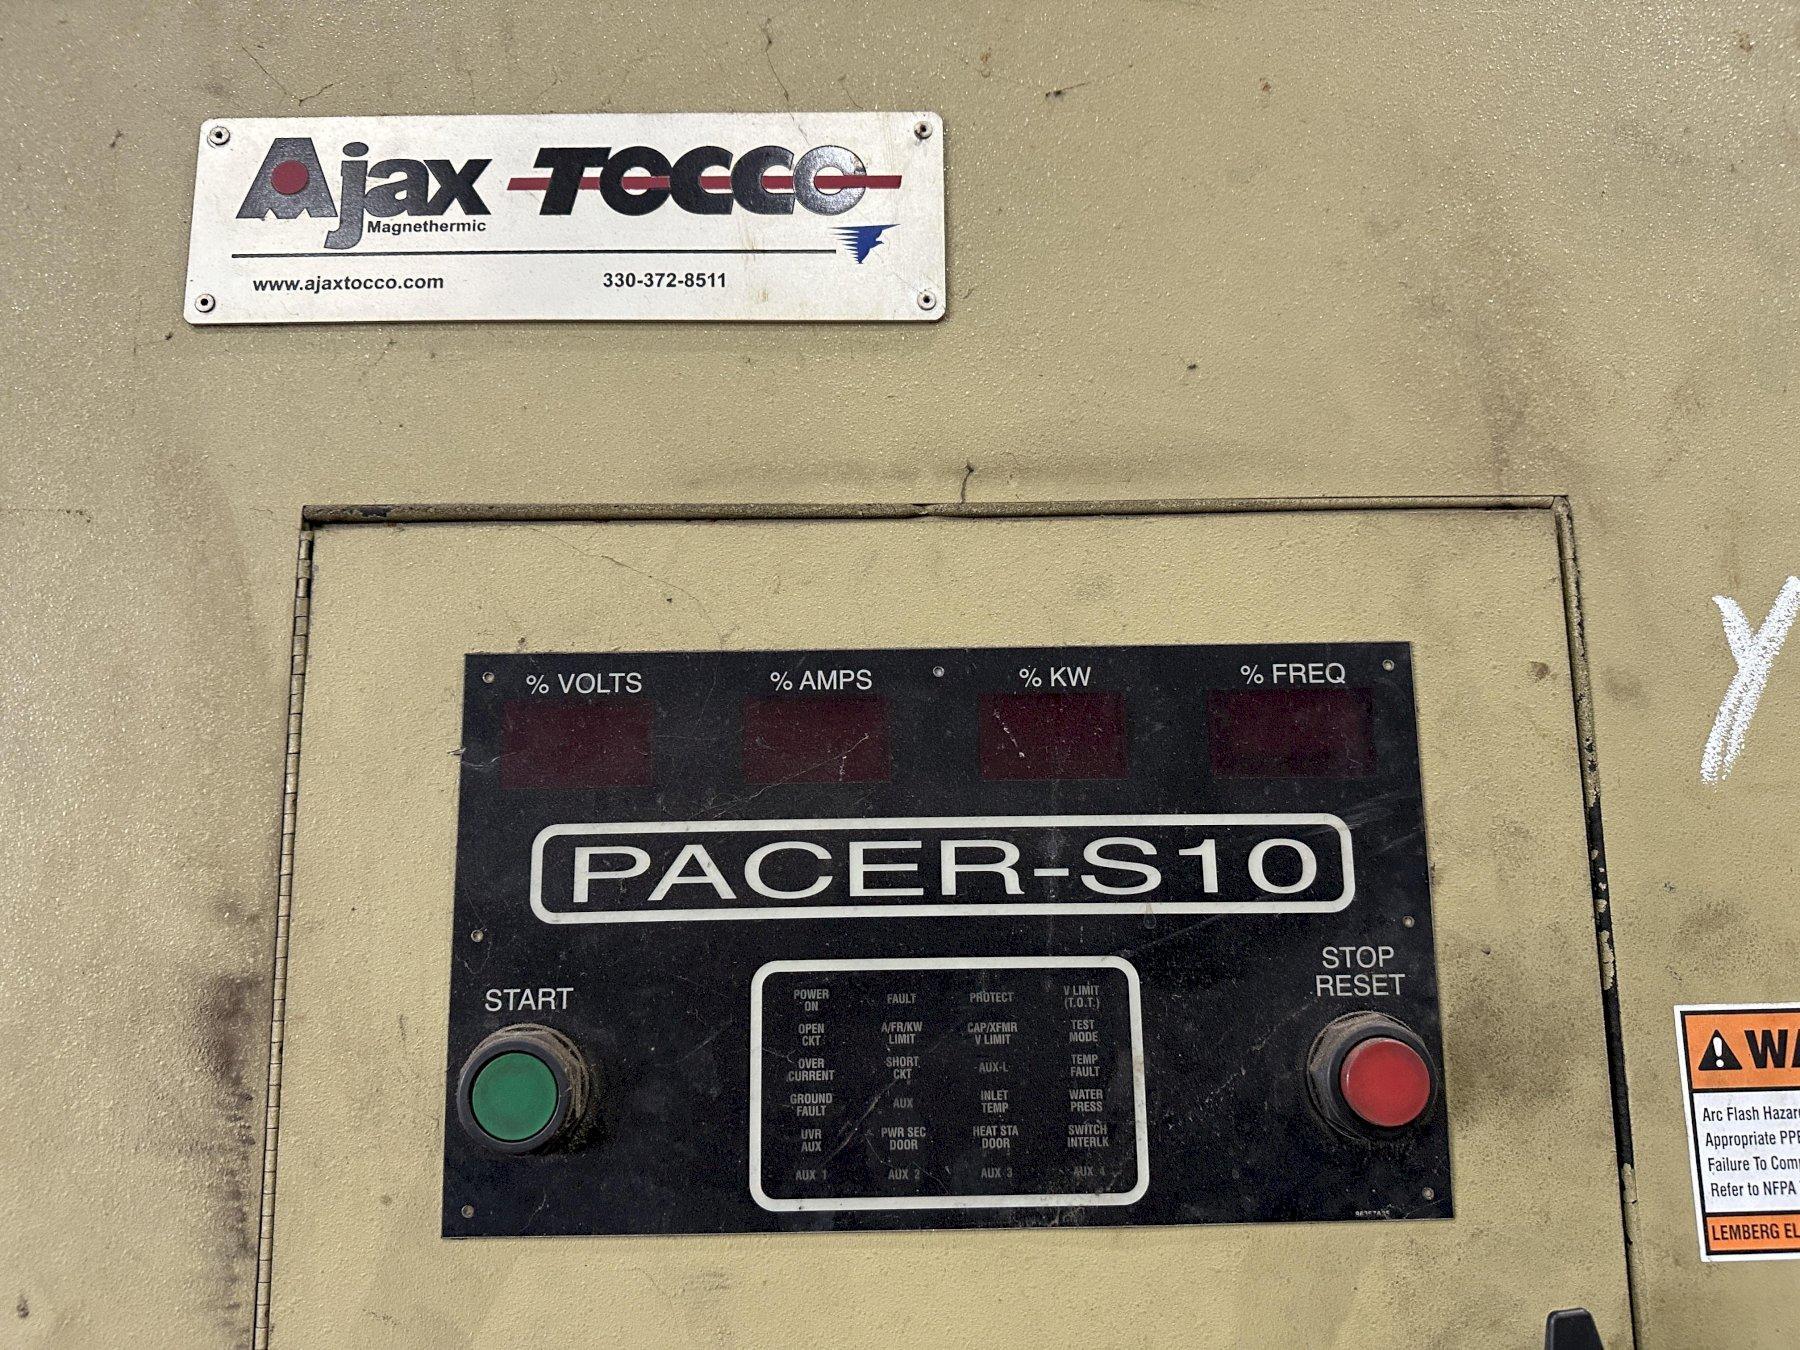 Ajax TOCCO
Magnethermic
www.ajaxtocco.com 330-372-8511
% VOLTS % AMPS % KW % FREQ
PACER-S10
START
STOP
RESET
POWER
ON
FAULT
PROTECT
V LIMIT
(T.O.T.)
OPEN
CKT
A/FR/KW
LIMIT
CAP/XFMR
V LIMIT
TEST
MODE
OVER
CURRENT
SHORT
CKT
AUX-L
TEMP
FAULT
GROUND
FAULT
AUX
INLET
TEMP
WATER
PRESS
UVR
AUX
PWR SEC
DOOR
HEAT STA
DOOR
SWITCH
INTERLK
AUX 1
AUX 2
AUX 3
AUX 4
Y
WA
Arc Flash Hazar
Appropriate PP
Failure To Com
Refer to NFPA
LEMBERG EL